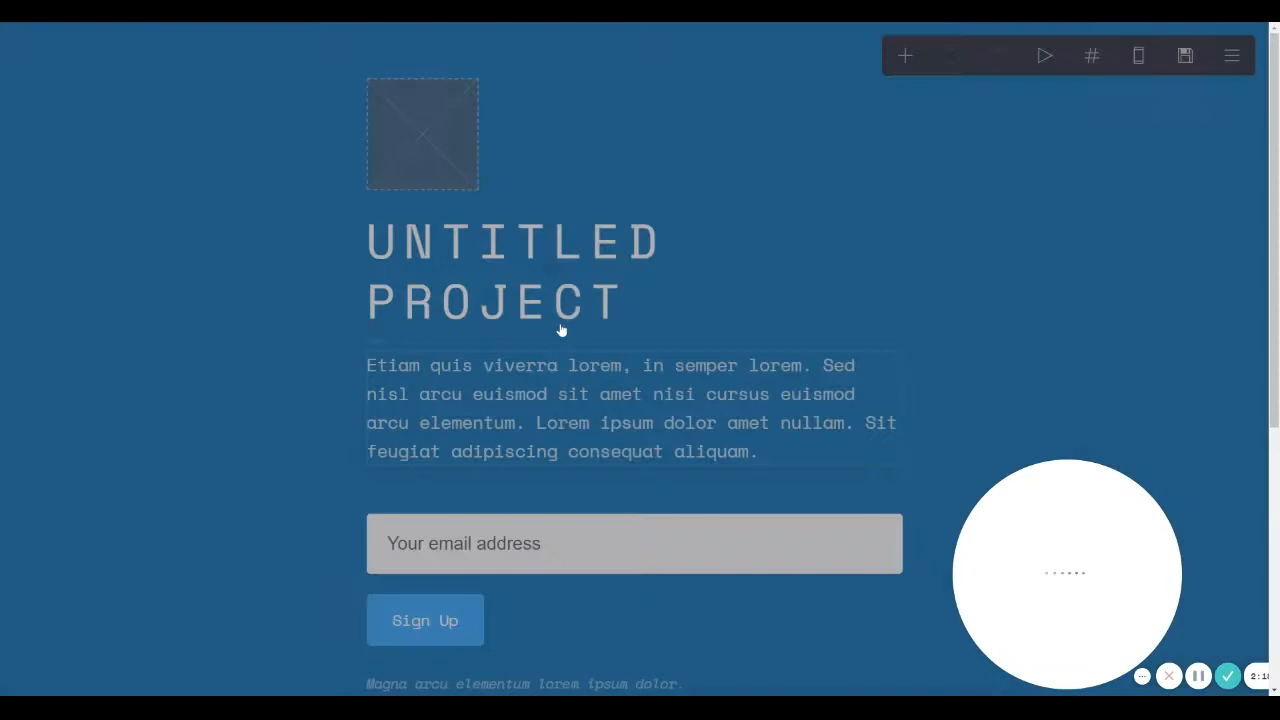 UNTITLED
PROJECT
Etiam quis viverra lorem, in semper lorem. Sed
nisl arcu euismod sit amet nisi cursus euismod
arcu elementum. Lorem ipsum dolor amet nullam. Sit
feugiat adipiscing consequat aliquam.
Your email address
Sign Up
Magna arcu elementum lorem ipsum dolor.